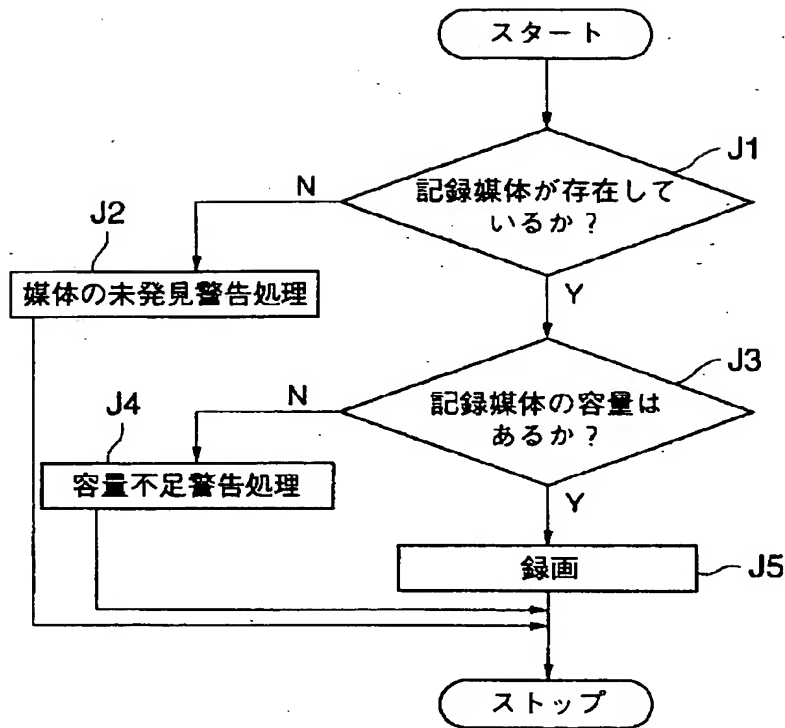 スタート
J1
記録媒体が存在して
いるか?
N
J2
媒体の未発見警告処理
Y
J3
記録媒体の容量は
あるか?
N
J4
容量不足警告処理
Y
録画
J5
ストップ